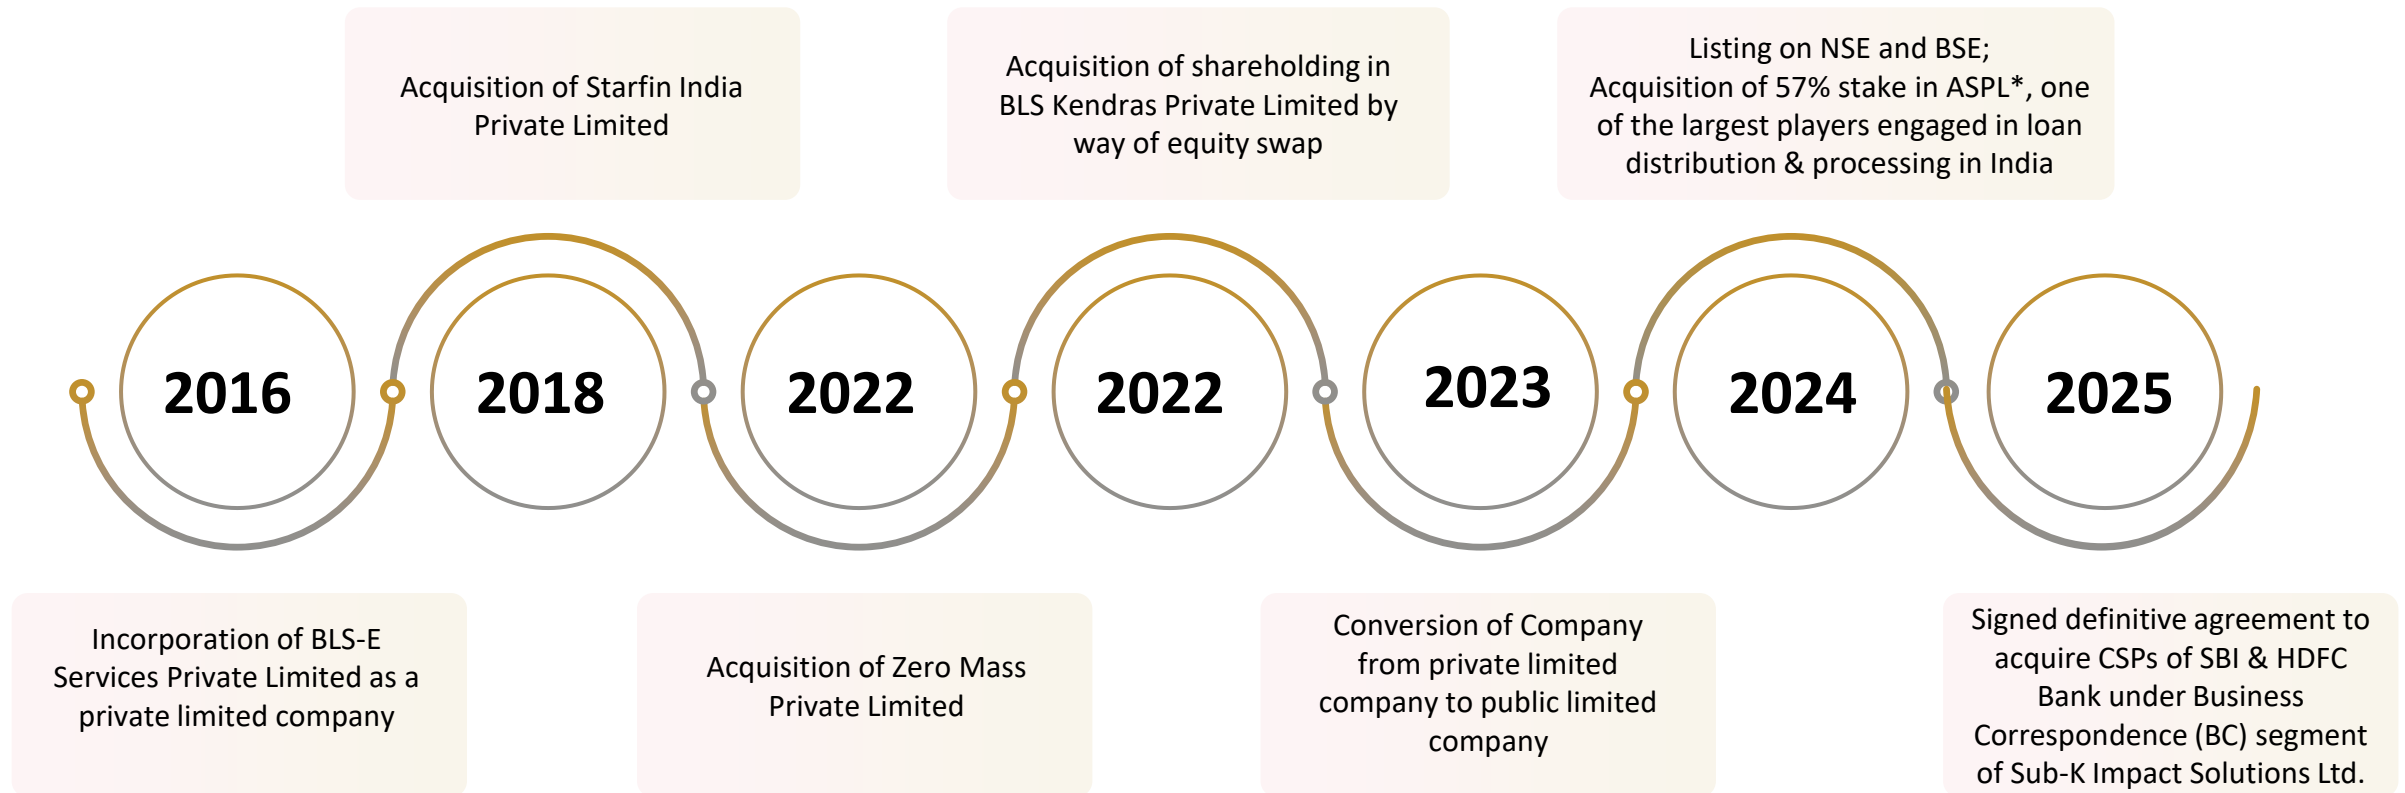 Acquisition of Starfin India
Private Limited
Acquisition of shareholding in
BLS Kendras Private Limited by
way of equity swap
Listing on NSE and BSE;
Acquisition of 57% stake in ASPL*, one
of the largest players engaged in loan
distribution & processing in India
2016
2018
2022
2022
2023
2024
2025
Incorporation of BLS-E
Services Private Limited as a
private limited company
Acquisition of Zero Mass
Private Limited
Conversion of Company
from private limited
company to public limited
company
Signed definitive agreement to
acquire CSPs of SBI & HDFC
Bank under Business
Correspondence (BC) segment
of Sub-K Impact Solutions Ltd.